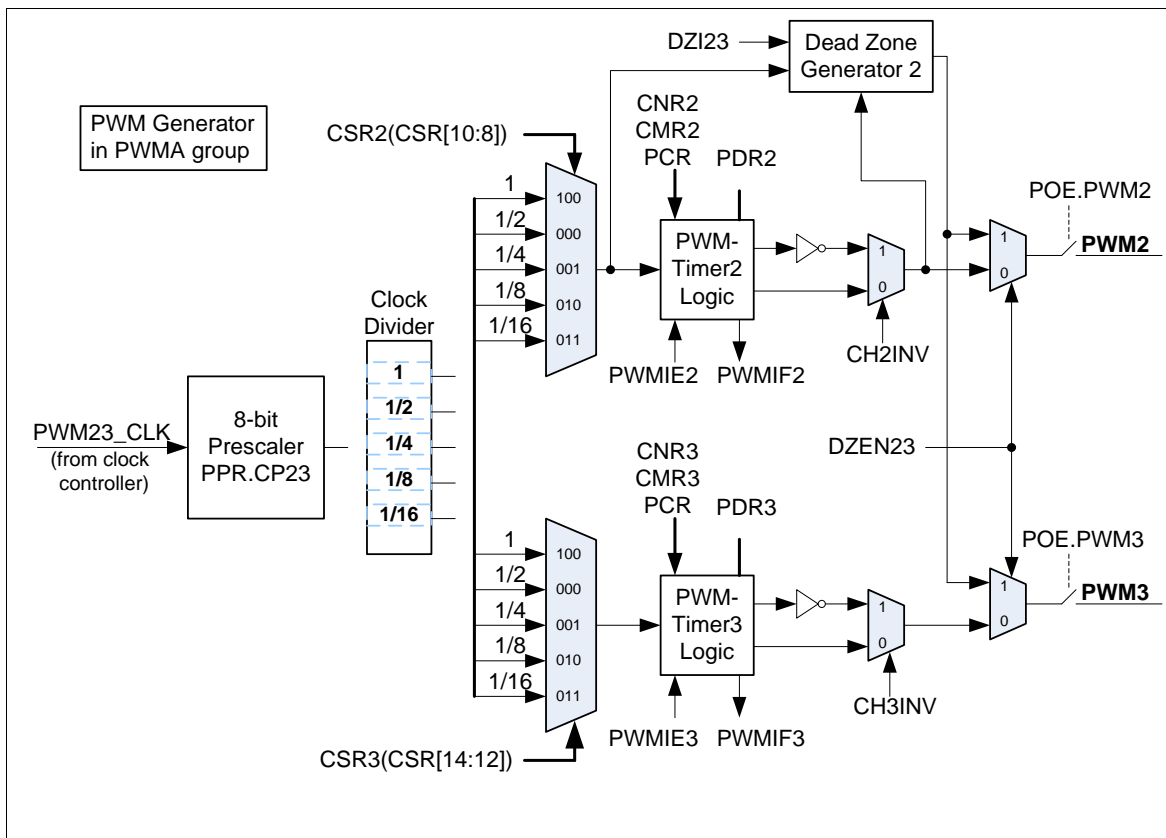 PWM Generator
in PWMA group
DZI23
Dead Zone
Generator 2
CSR2(CSR[10:8])
CNR2
CMR2
PCR
PDR2
1
1/2
1/4
1/8
1/16
100
000
001
010
011
PWM-
Timer2
Logic
1
0
1
0
POE.PWM2
PWM2
PWMIE2
PWMIF2
CH2INV
Clock
Divider
1
1/2
1/4
1/8
1/16
PWM23_CLK
(from clock
controller)
8-bit
Prescaler
PPR.CP23
DZEN23
CNR3
CMR3
PCR
PDR3
1
1/2
1/4
1/8
1/16
100
000
001
010
011
PWM-
Timer3
Logic
1
0
1
0
POE.PWM3
PWM3
PWMIE3
PWMIF3
CH3INV
CSR3(CSR[14:12])